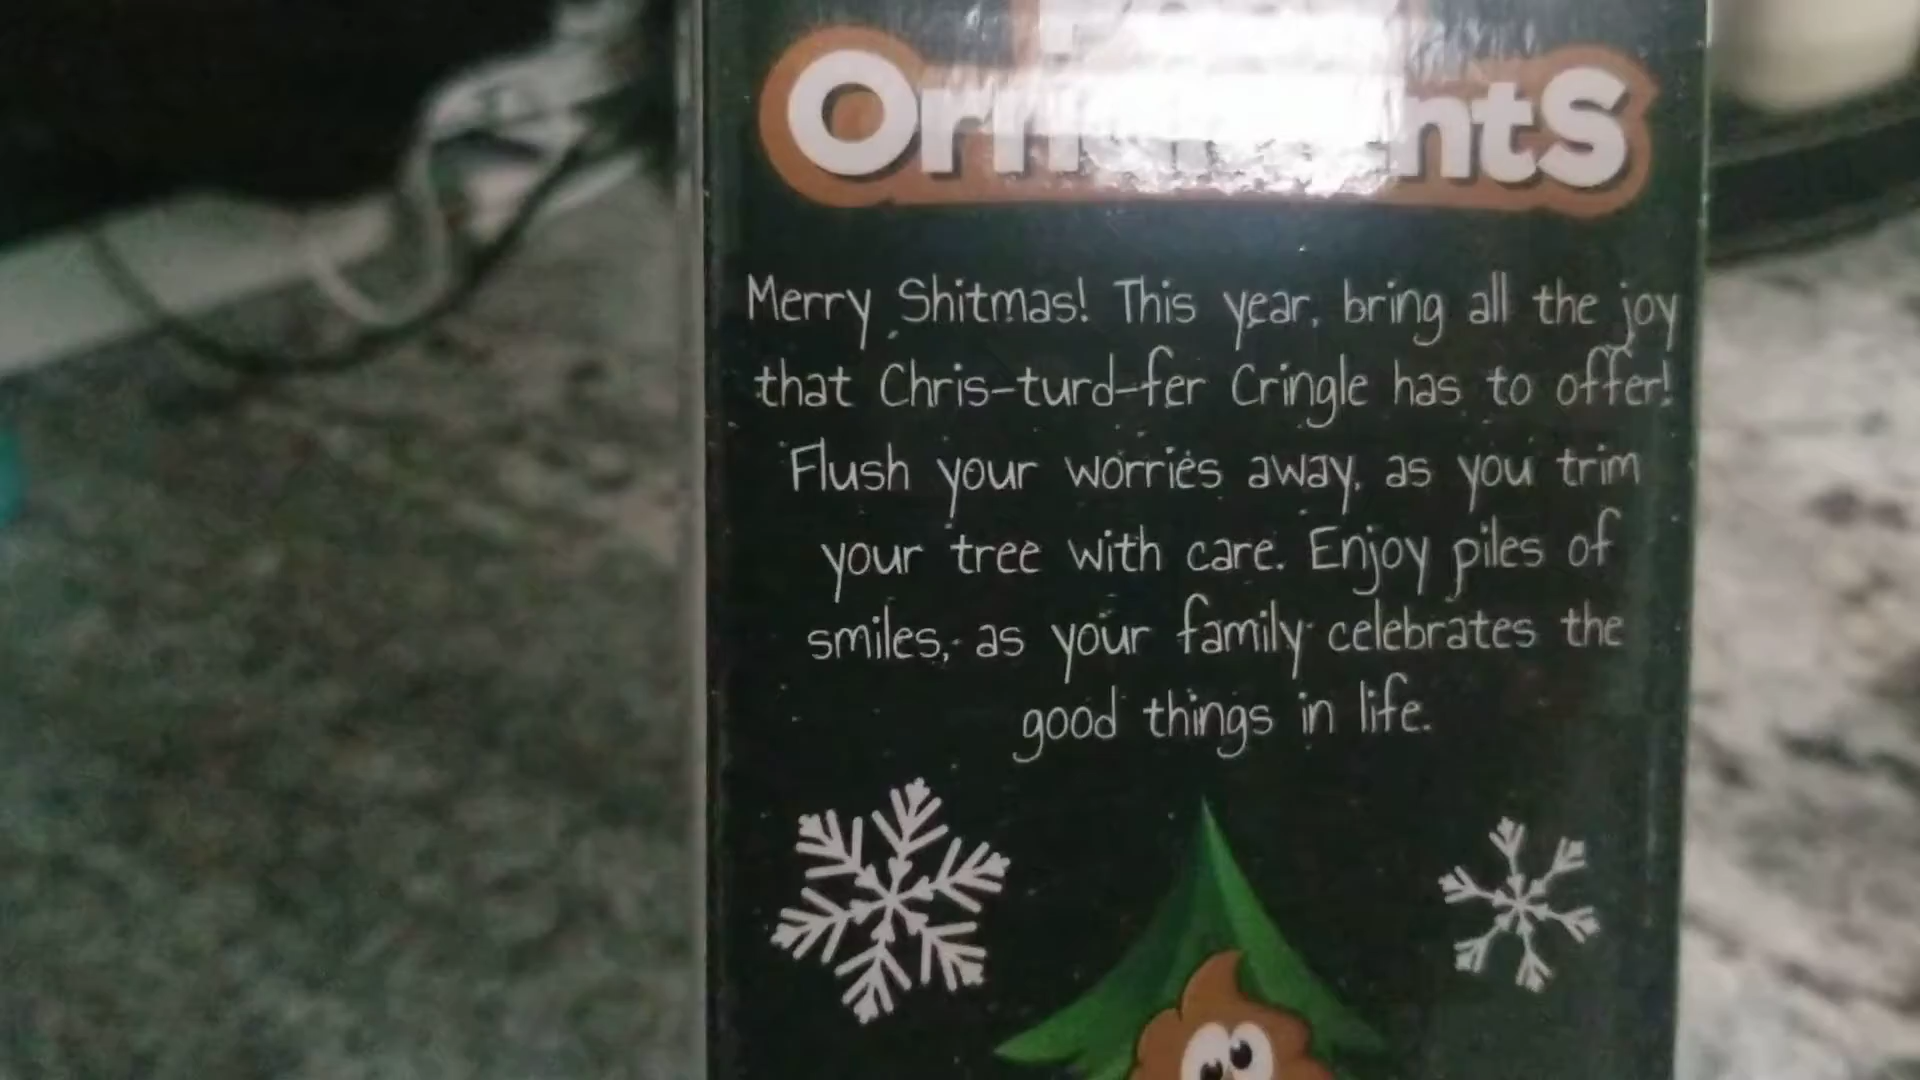 Ornaments
Merry Shitmas! This year, bring all the joy
that Chris-turd-fer Cringle has to offer!
Flush your worries away, as you trim
your tree with care. Enjoy piles of
smiles, as your family celebrates the
good things in life.